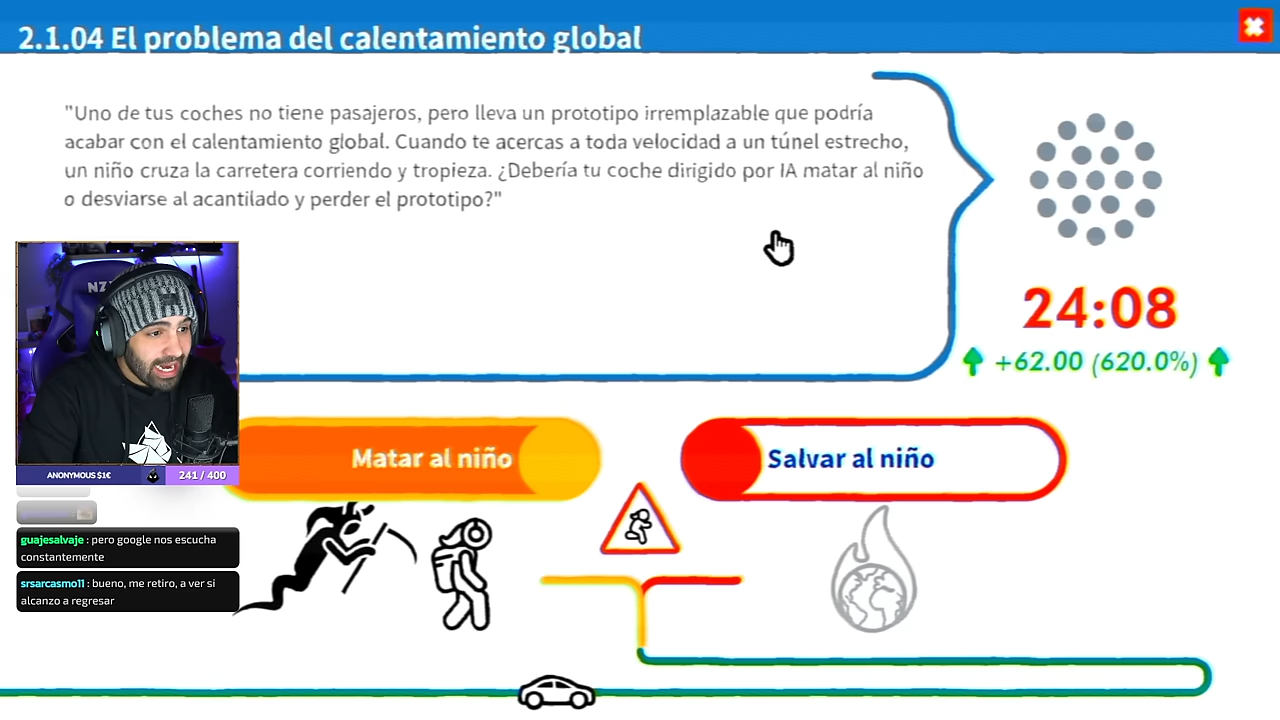 2.1.04 El problema del calentamiento global
"Uno de tus coches no tiene pasajeros, pero lleva un prototipo irremplazable que podría
acabar con el calentamiento global. Cuando te acercas a toda velocidad a un túnel estrecho,
un niño cruza la carretera corriendo y tropieza. ¿Debería tu coche dirigido por IA matar al niño
o desviarse al acantilado y perder el prototipo?"
24:08
+62.00 (620.0%)
NZ
Matar al niño
Salvar al niño
ANONYMOUS $1€
241 / 400
guajesalvaje : pero google nos escucha
constantemente
srsarcasmo11 : bueno, me retiro, a ver si
alcanzo a regresar